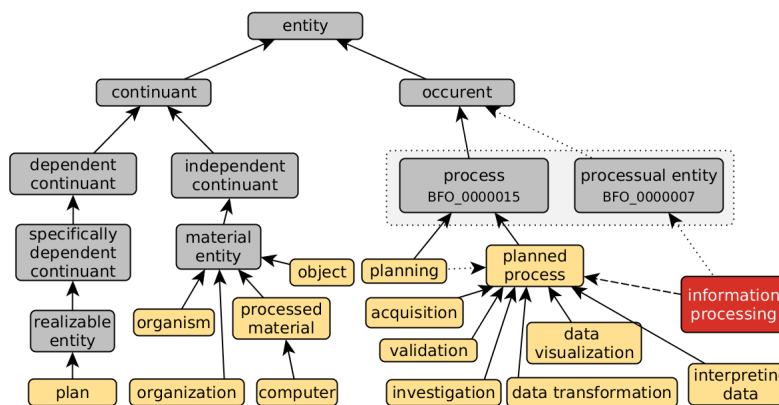 entity
continuant
occurent
dependent
continuant
independent
continuant
process
BFO_0000015
processual entity
BFO_0000007
specifically
dependent
continuant
material
entity
object
planning
planned
process
information
processing
realizable
entity
organism
processed
material
acquisition
validation
data
visualization
plan
organization
computer
investigation
data transformation
interpreting
data